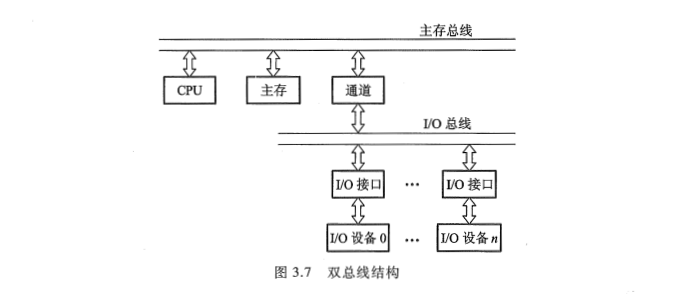 主存总线
CPU 主存 通道
I/O 总线
I/O 接口 … I/O 接口
I/O 设备 0 … I/O 设备 n
图 3.7 双总线结构